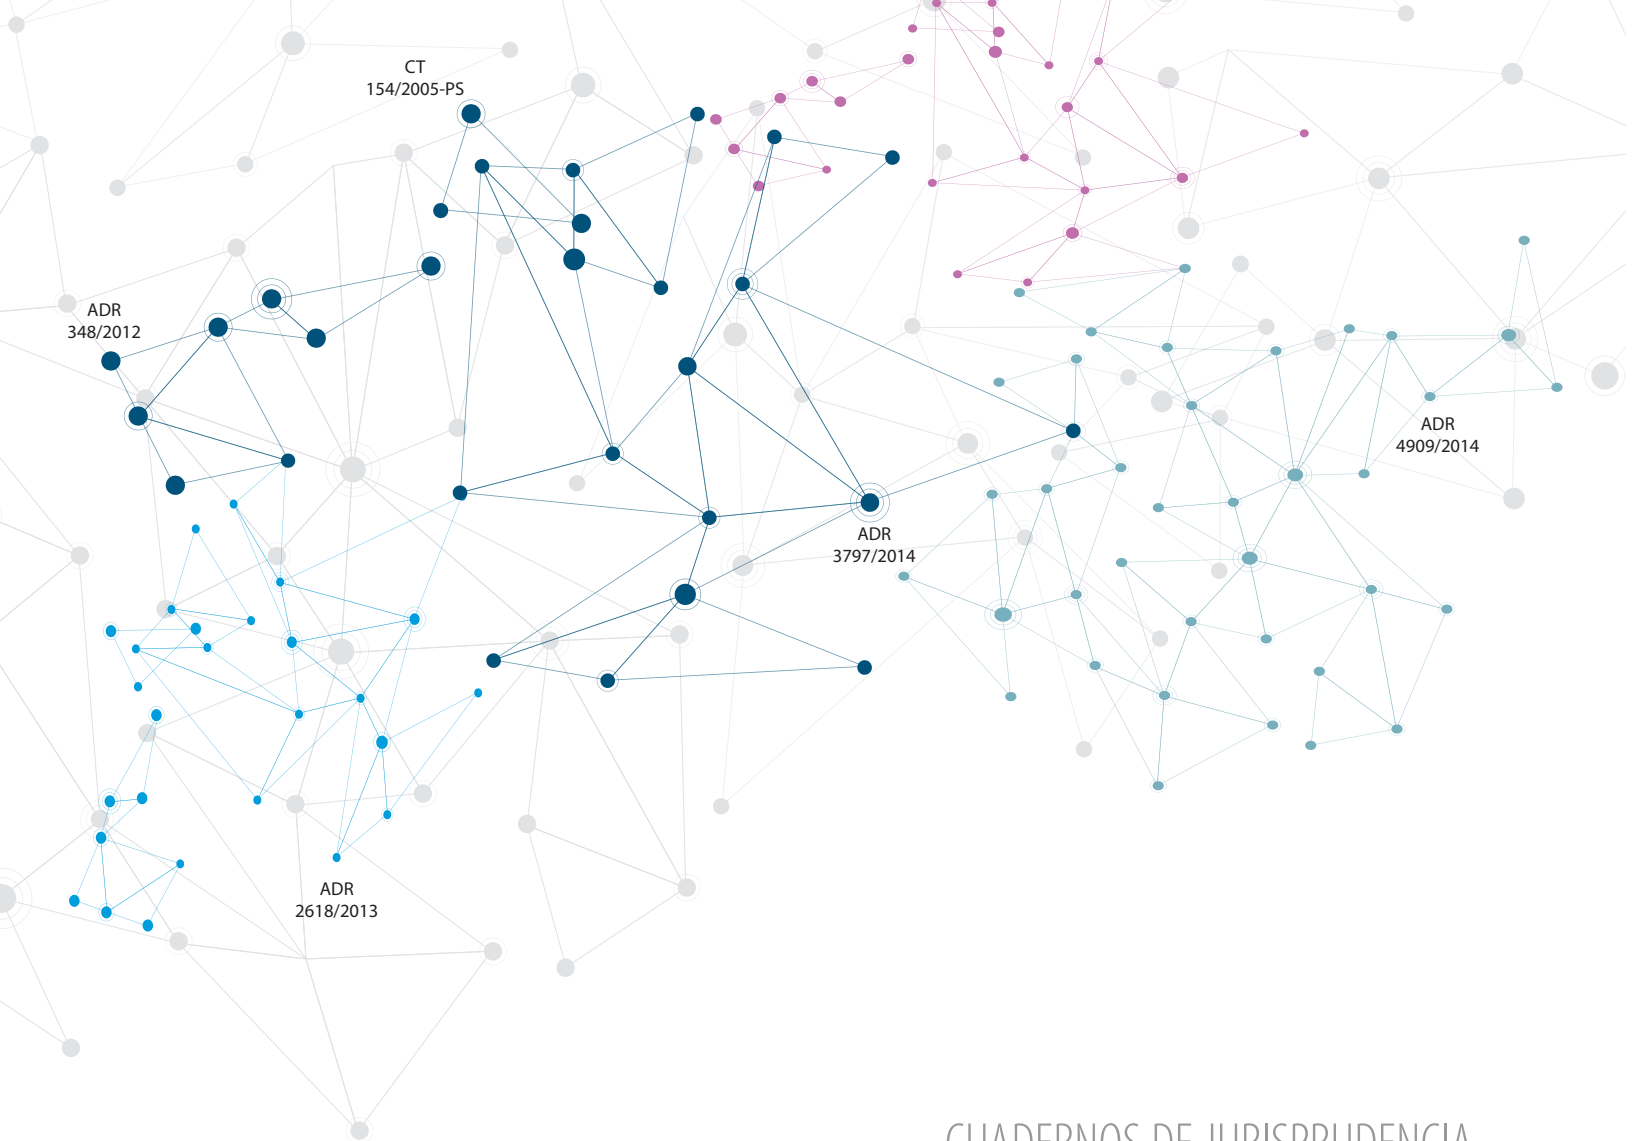 CT
154/2005-PS
ADR
348/2012
ADR
4909/2014
ADR
3797/2014
ADR
2618/2013
CUADERNOS DE JURISPRUDENCIA